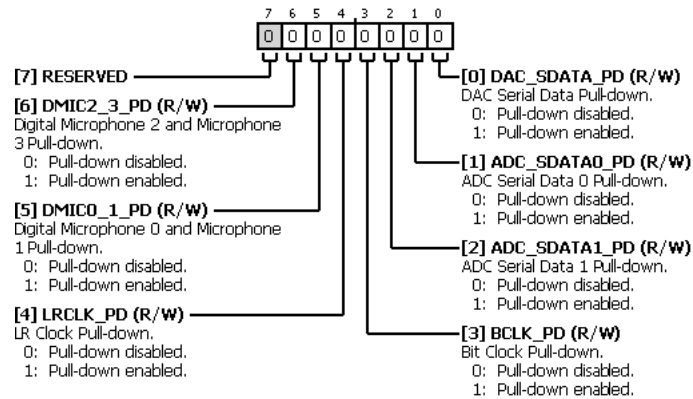 7 6 5 4 3 2 1 0
0 0 0 0 0 0 0 0
[7] RESERVED
[6] DMIC2_3_PD (R/W)
Digital Microphone 2 and Microphone
3 Pull-down.
0: Pull-down disabled.
1: Pull-down enabled.
[5] DMIC0_1_PD (R/W)
Digital Microphone 0 and Microphone
1 Pull-down.
0: Pull-down disabled.
1: Pull-down enabled.
[4] LRCLK_PD (R/W)
LR Clock Pull-down.
0: Pull-down disabled.
1: Pull-down enabled.
[0] DAC_SDATA_PD (R/W)
DAC Serial Data Pull-down.
0: Pull-down disabled.
1: Pull-down enabled.
[1] ADC_SDATA0_PD (R/W)
ADC Serial Data 0 Pull-down.
0: Pull-down disabled.
1: Pull-down enabled.
[2] ADC_SDATA1_PD (R/W)
ADC Serial Data 1 Pull-down.
0: Pull-down disabled.
1: Pull-down enabled.
[3] BCLK_PD (R/W)
Bit Clock Pull-down.
0: Pull-down disabled.
1: Pull-down enabled.